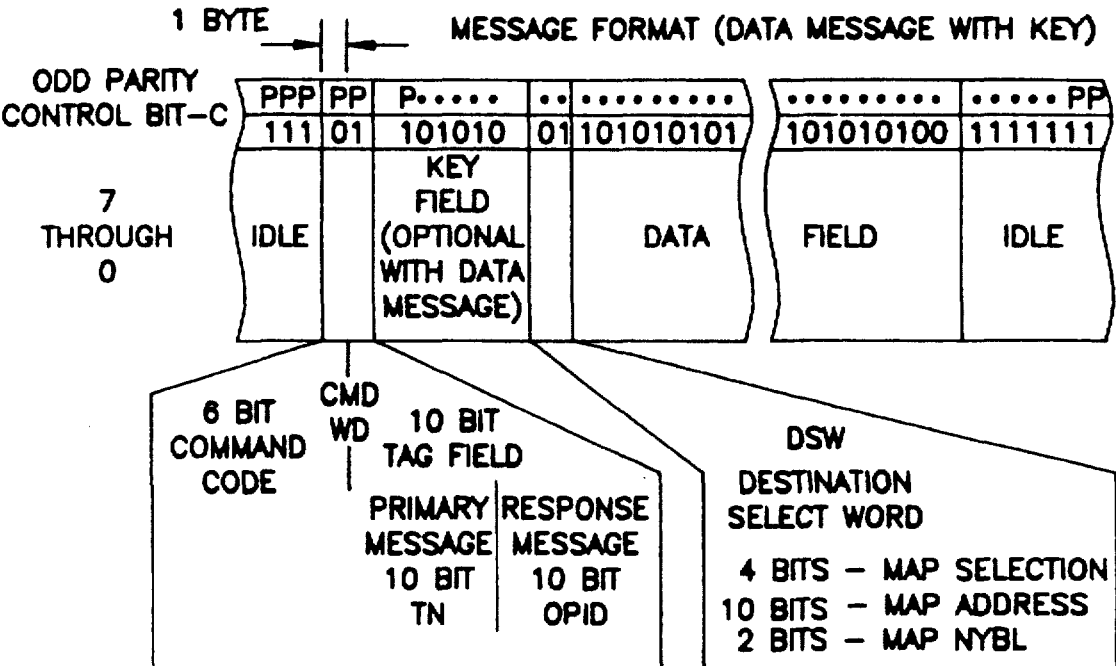 1 BYTE
MESSAGE FORMAT (DATA MESSAGE WITH KEY)
ODD PARITY
CONTROL BIT-C
PPP PP P••••• •• ••••••••• ••••••••• •••••PP
111 01 101010 01 101010101 101010100 1111111
7
THROUGH
0
IDLE
KEY
FIELD
(OPTIONAL
WITH DATA
MESSAGE)
DATA FIELD
IDLE
6 BIT
COMMAND
CODE
CMD
WD
10 BIT
TAG FIELD
PRIMARY
MESSAGE
10 BIT
TN
RESPONSE
MESSAGE
10 BIT
OPID
DSW
DESTINATION
SELECT WORD
4 BITS - MAP SELECTION
10 BITS - MAP ADDRESS
2 BITS - MAP NYBL